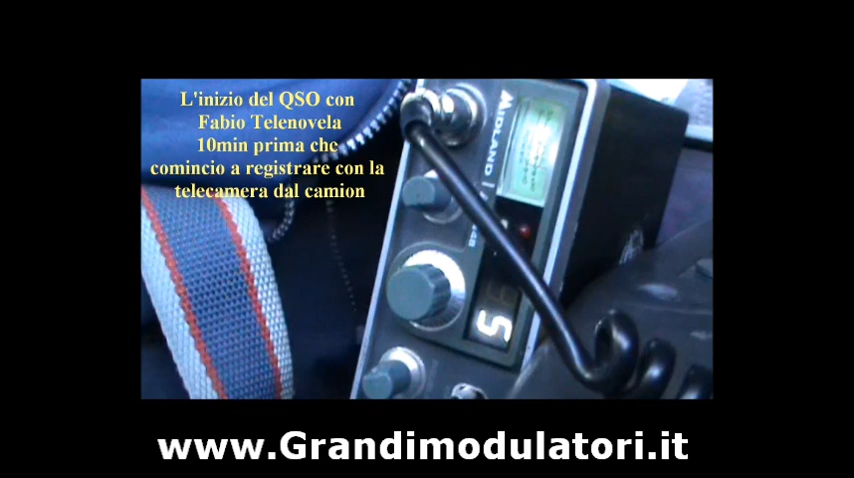 L'inizio del QSO con
Fabio Telenovela
10min prima che
comincio a registrare con la
telecamera dal camion
MIDLAND
www.Grandimodulatori.it